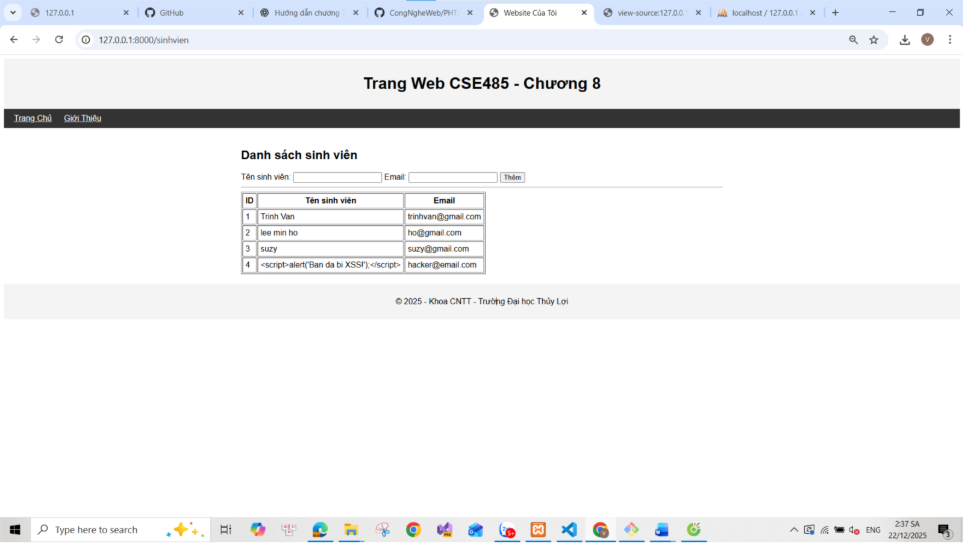 127.0.0.1
GitHub
Hướng dẫn chương
CongNgheWeb/PHT
Website Của Tôi
view-source:127.0.0.
localhost / 127.0.0.1
127.0.0.1:8000/sinhvien
V
Trang Web CSE485 - Chương 8
Trang Chủ Giới Thiệu
Danh sách sinh viên
Tên sinh viên: Email: Thêm
ID Tên sinh viên Email
1 Trinh Van trinhvan@gmail.com
2 lee min ho ho@gmail.com
3 suzy suzy@gmail.com
4 <script>alert('Ban da bi XSS!');</script> hacker@email.com
© 2025 - Khoa CNTT - Trường Đại học Thủy Lợi
Type here to search
5+
ENG
2:37 SA
22/12/2025
3